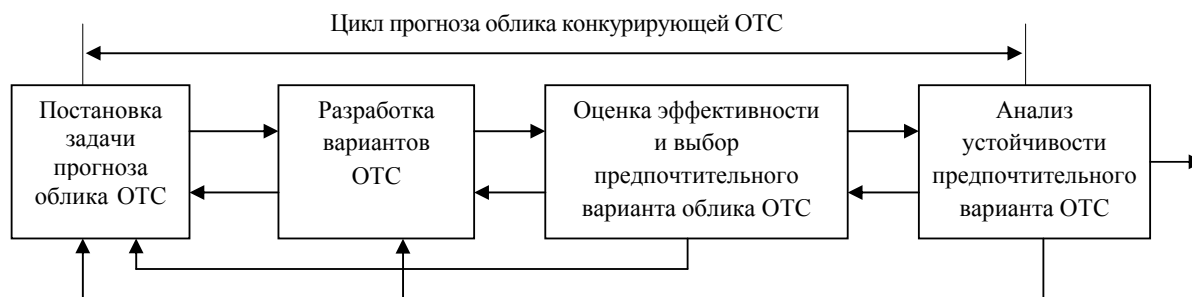 Цикл прогноза облика конкурирующей ОТС
Постановка
задачи
прогноза
облика ОТС
Разработка
вариантов
ОТС
Оценка эффективности
и выбор
предпочтительного
варианта облика ОТС
Анализ
устойчивости
предпочтительного
варианта ОТС